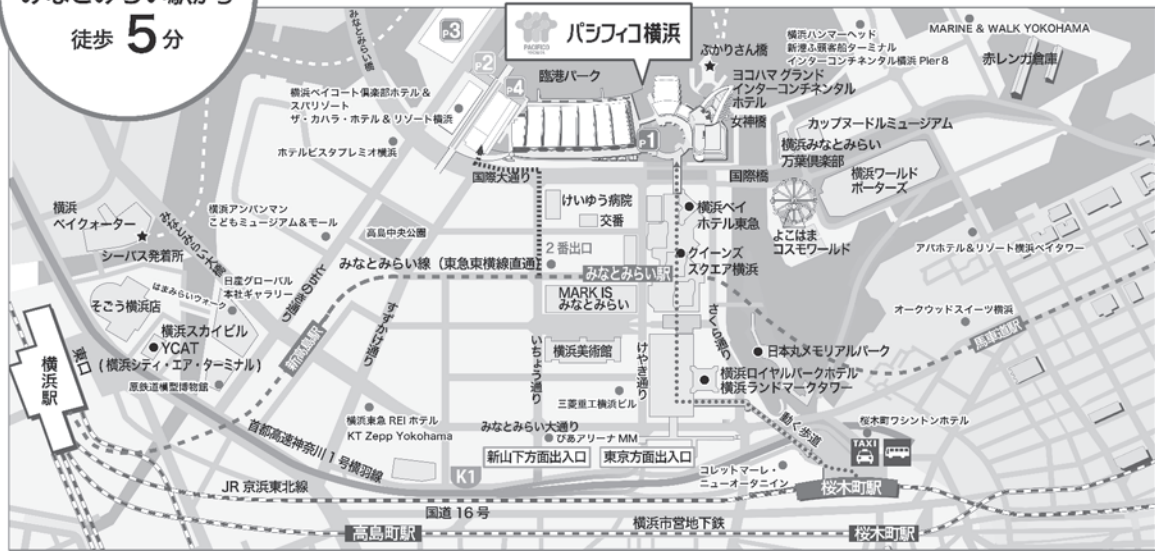 みなとみらい駅から
徒歩 5 分
P3
P2
P4
P1
PACIFICO
パシフィコ横浜
臨港パーク
ぷかりさん橋
横浜ハンマーヘッド
新港ふ頭客船ターミナル
インターコンチネンタル横浜 Pier 8
MARINE & WALK YOKOHAMA
赤レンガ倉庫
ヨコハマ グランド
インターコンチネンタル
ホテル
女神橋
カップヌードルミュージアム
横浜みなとみらい
万葉倶楽部
横浜ワールド
ポーターズ
国際橋
よこはま
コスモワールド
横浜ベイコート倶楽部ホテル&
スパリゾート
ザ・カハラ・ホテル&リゾート横浜
ホテルビスタプレミオ横浜
国際大通り
けいゆう病院
交番
横浜ベイ
ホテル東急
2番出口
クイーンズ
スクエア横浜
みなとみらい線(東急東横線直通)
みなとみらい駅
MARK IS
みなとみらい
横浜
ベイクォーター
シーバス発着所
みなとみらい大橋
横浜アンパンマン
こどもミュージアム&モール
高島中央公園
日産グローバル
本社ギャラリー
はまみらいウォーク
とちのき通り
すずかけ通り
そごう横浜店
横浜スカイビル
YCAT
(横浜シティ・エア・ターミナル)
原鉄道模型博物館
新高島駅
横浜駅
東口
いちょう通り
横浜美術館
けやき通り
さくら通り
三菱重工横浜ビル
日本丸メモリアルパーク
横浜ロイヤルパークホテル
横浜ランドマークタワー
アパホテル&リゾート横浜ベイタワー
オークウッドスイーツ横浜
馬車道駅
横浜東急 REI ホテル
KT Zepp Yokohama
みなとみらい大通り
ぴあアリーナ MM
新山下方面出入口
東京方面出入口
動く歩道
桜木町ワシントンホテル
TAXI
コレットマーレ・
ニューオータニイン
桜木町駅
首都高速神奈川1号横羽線
K1
JR 京浜東北線
国道 16 号
高島町駅
横浜市営地下鉄
桜木町駅